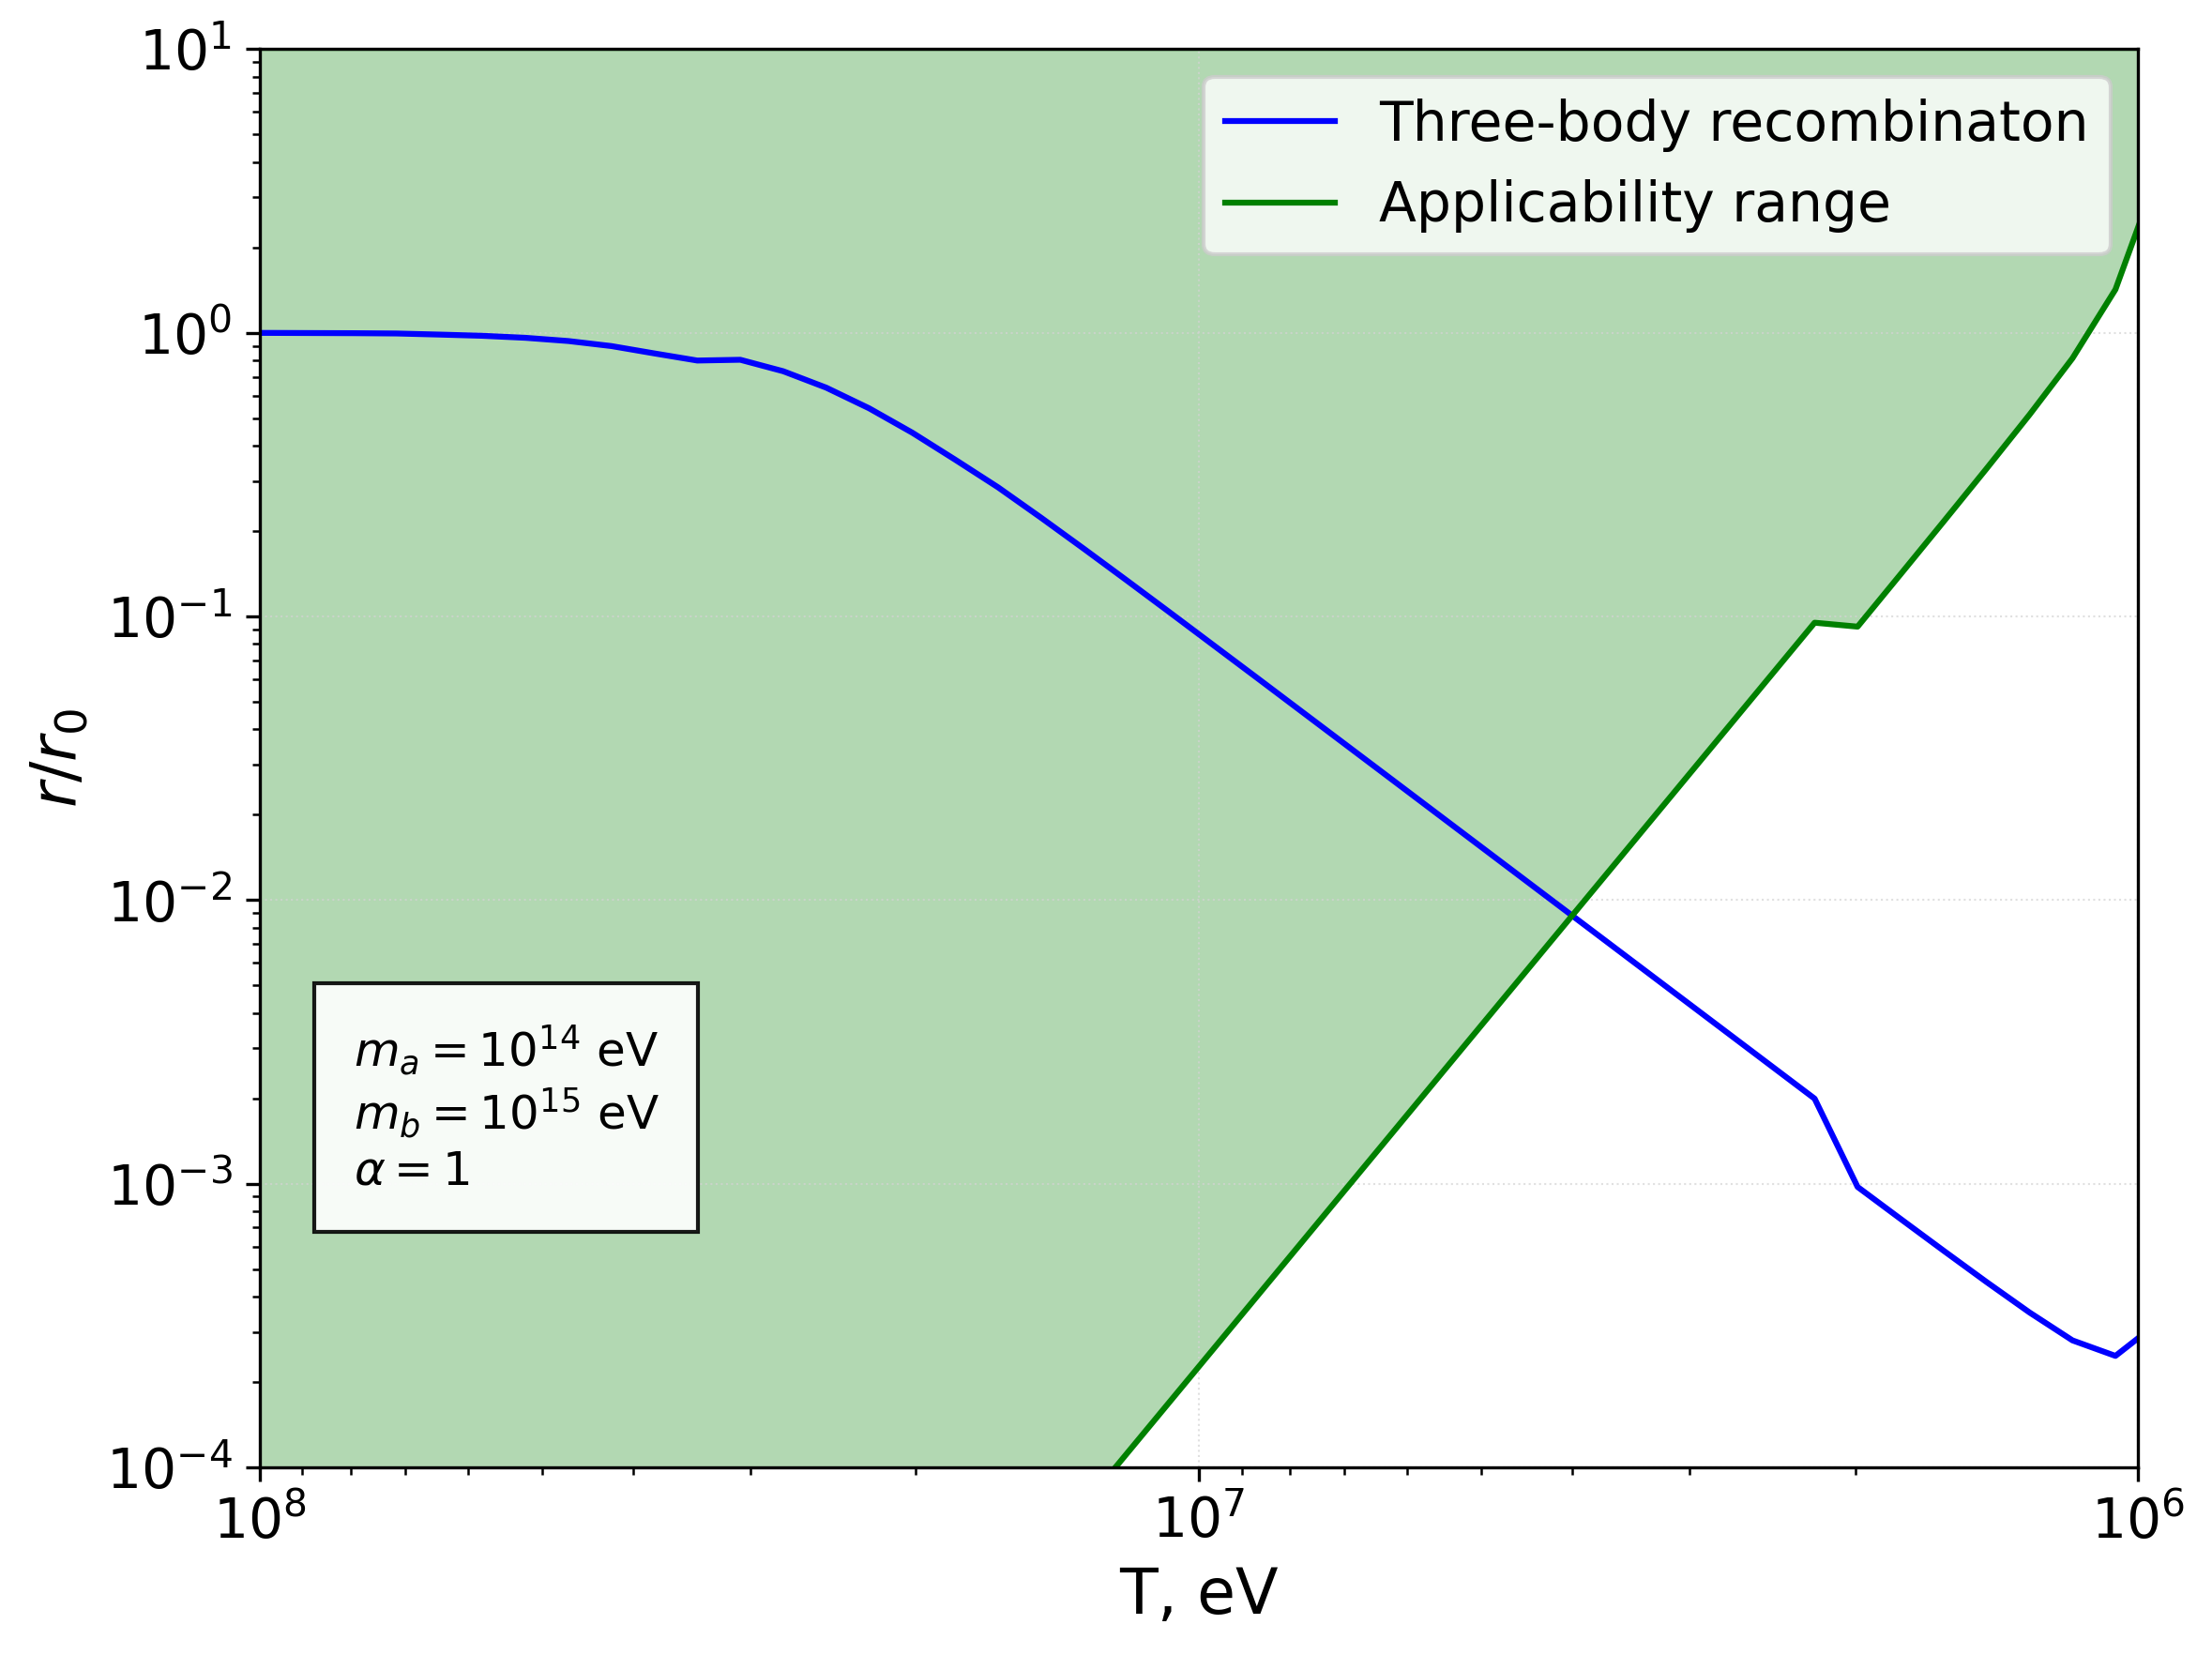 10¹
10⁰
10⁻¹
10⁻²
10⁻³
10⁻⁴
r/r₀
Three-body recombinaton
Applicability range
mₐ = 10¹⁴ eV
m_b = 10¹⁵ eV
α = 1
10⁸
10⁷
10⁶
T, eV